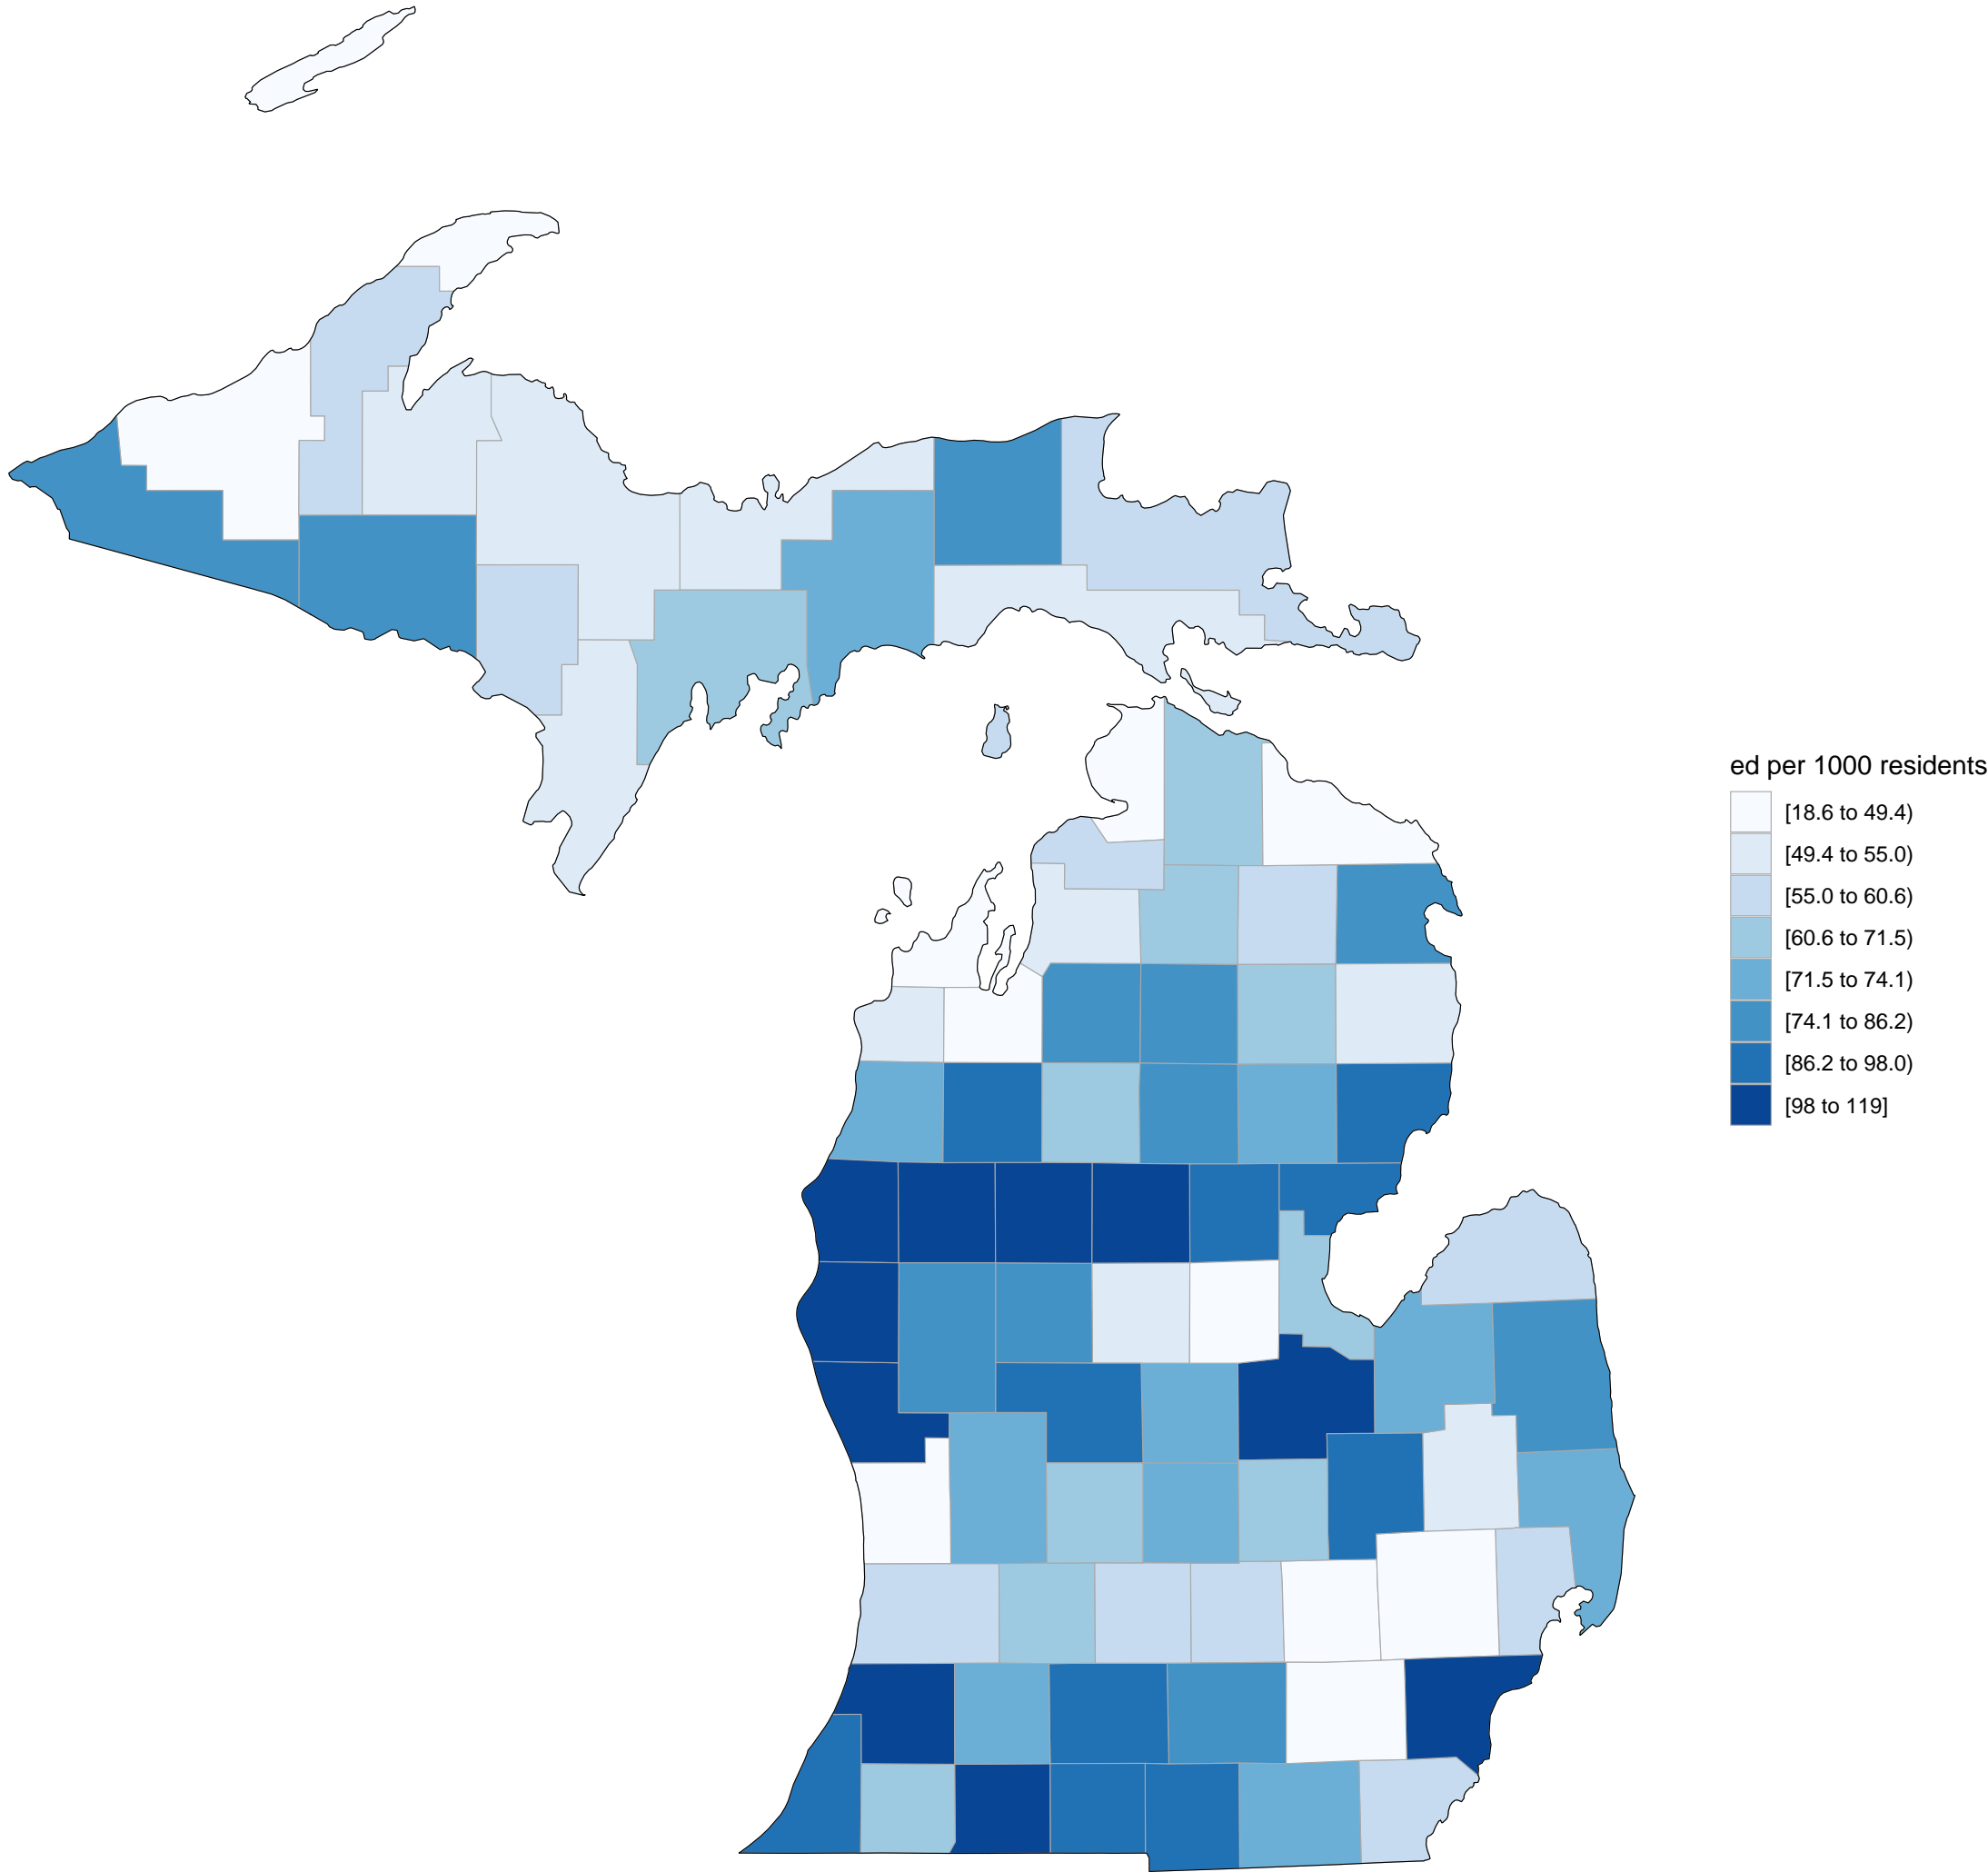 ed per 1000 residents
[18.6 to 49.4)
[49.4 to 55.0)
[55.0 to 60.6)
[60.6 to 71.5)
[71.5 to 74.1)
[74.1 to 86.2)
[86.2 to 98.0)
[98 to 119]